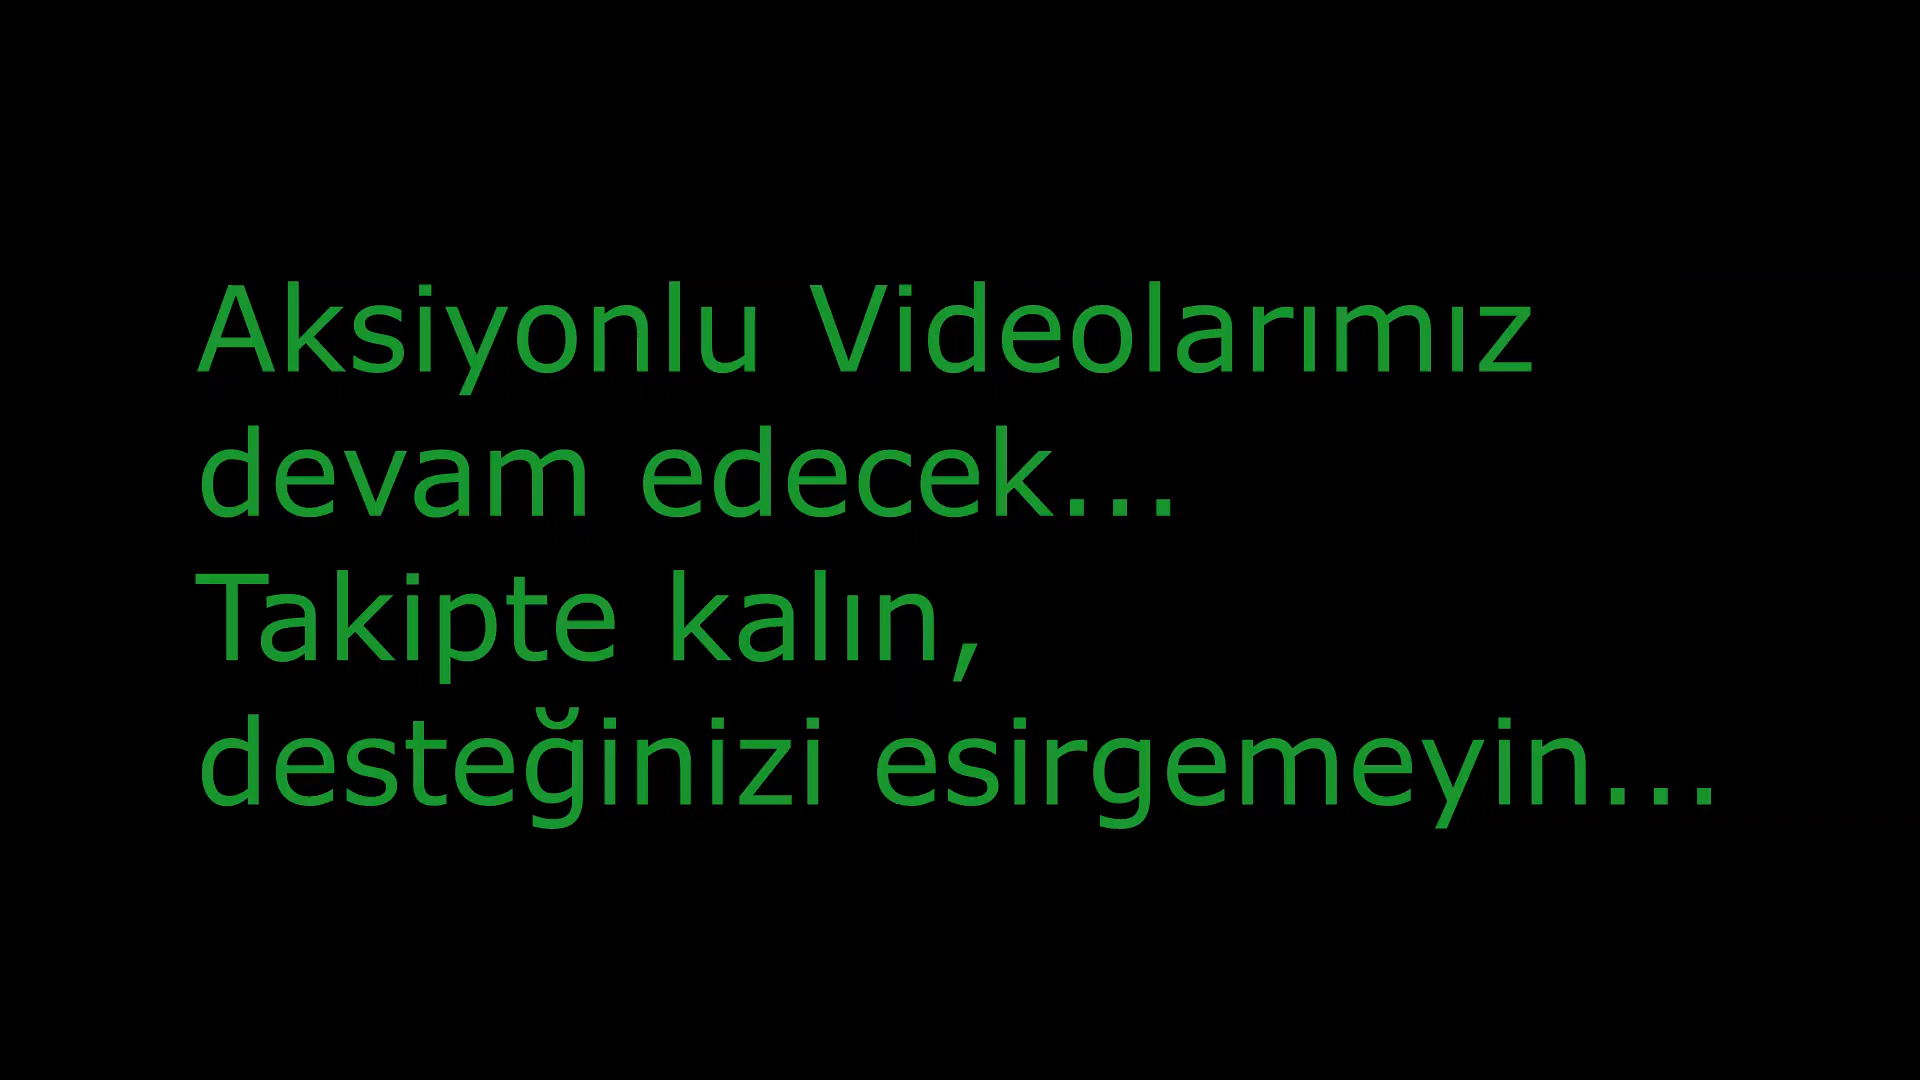 Aksiyonlu Videolarımız
devam edecek...
Takipte kalın,
desteğinizi esirgemeyin...